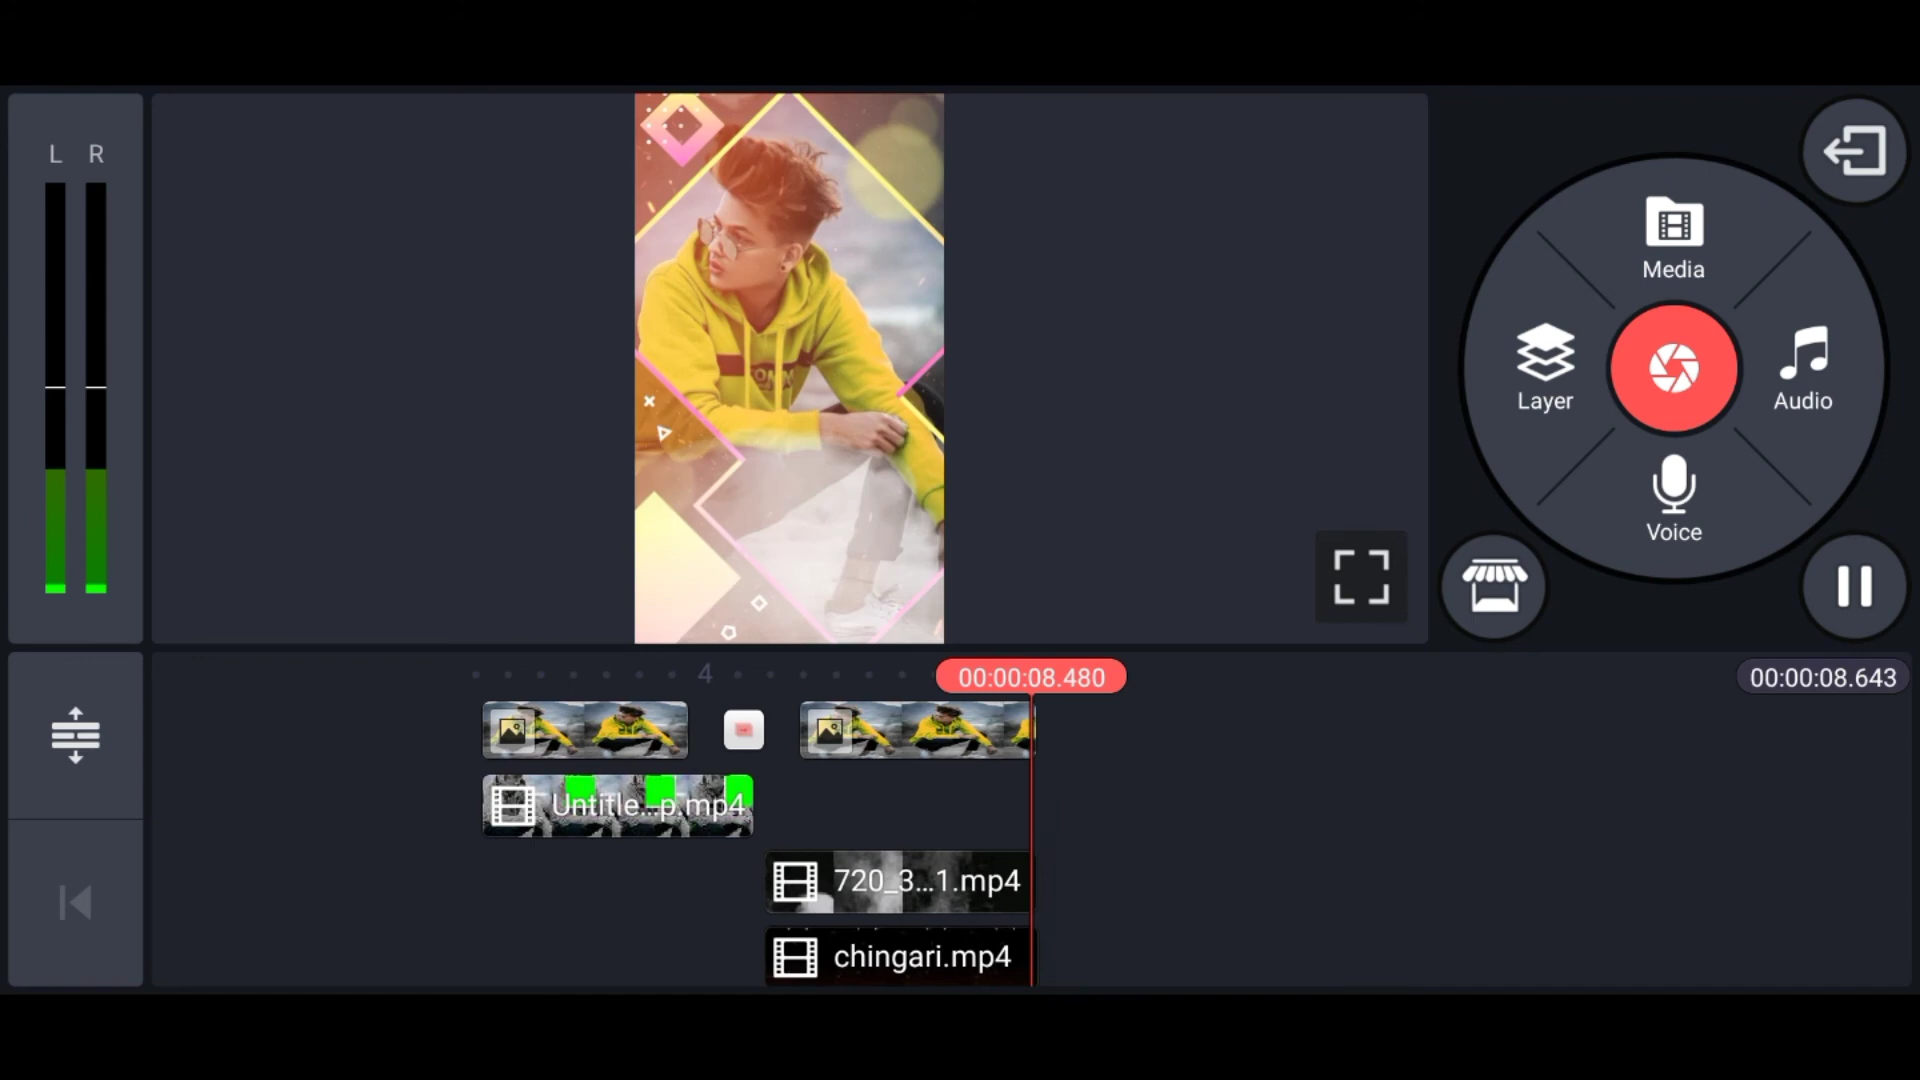 L R
Media
Layer
Audio
Voice
4
00:00:08.480
00:00:08.643
Untitle...p.mp4
720_3...1.mp4
chingari.mp4